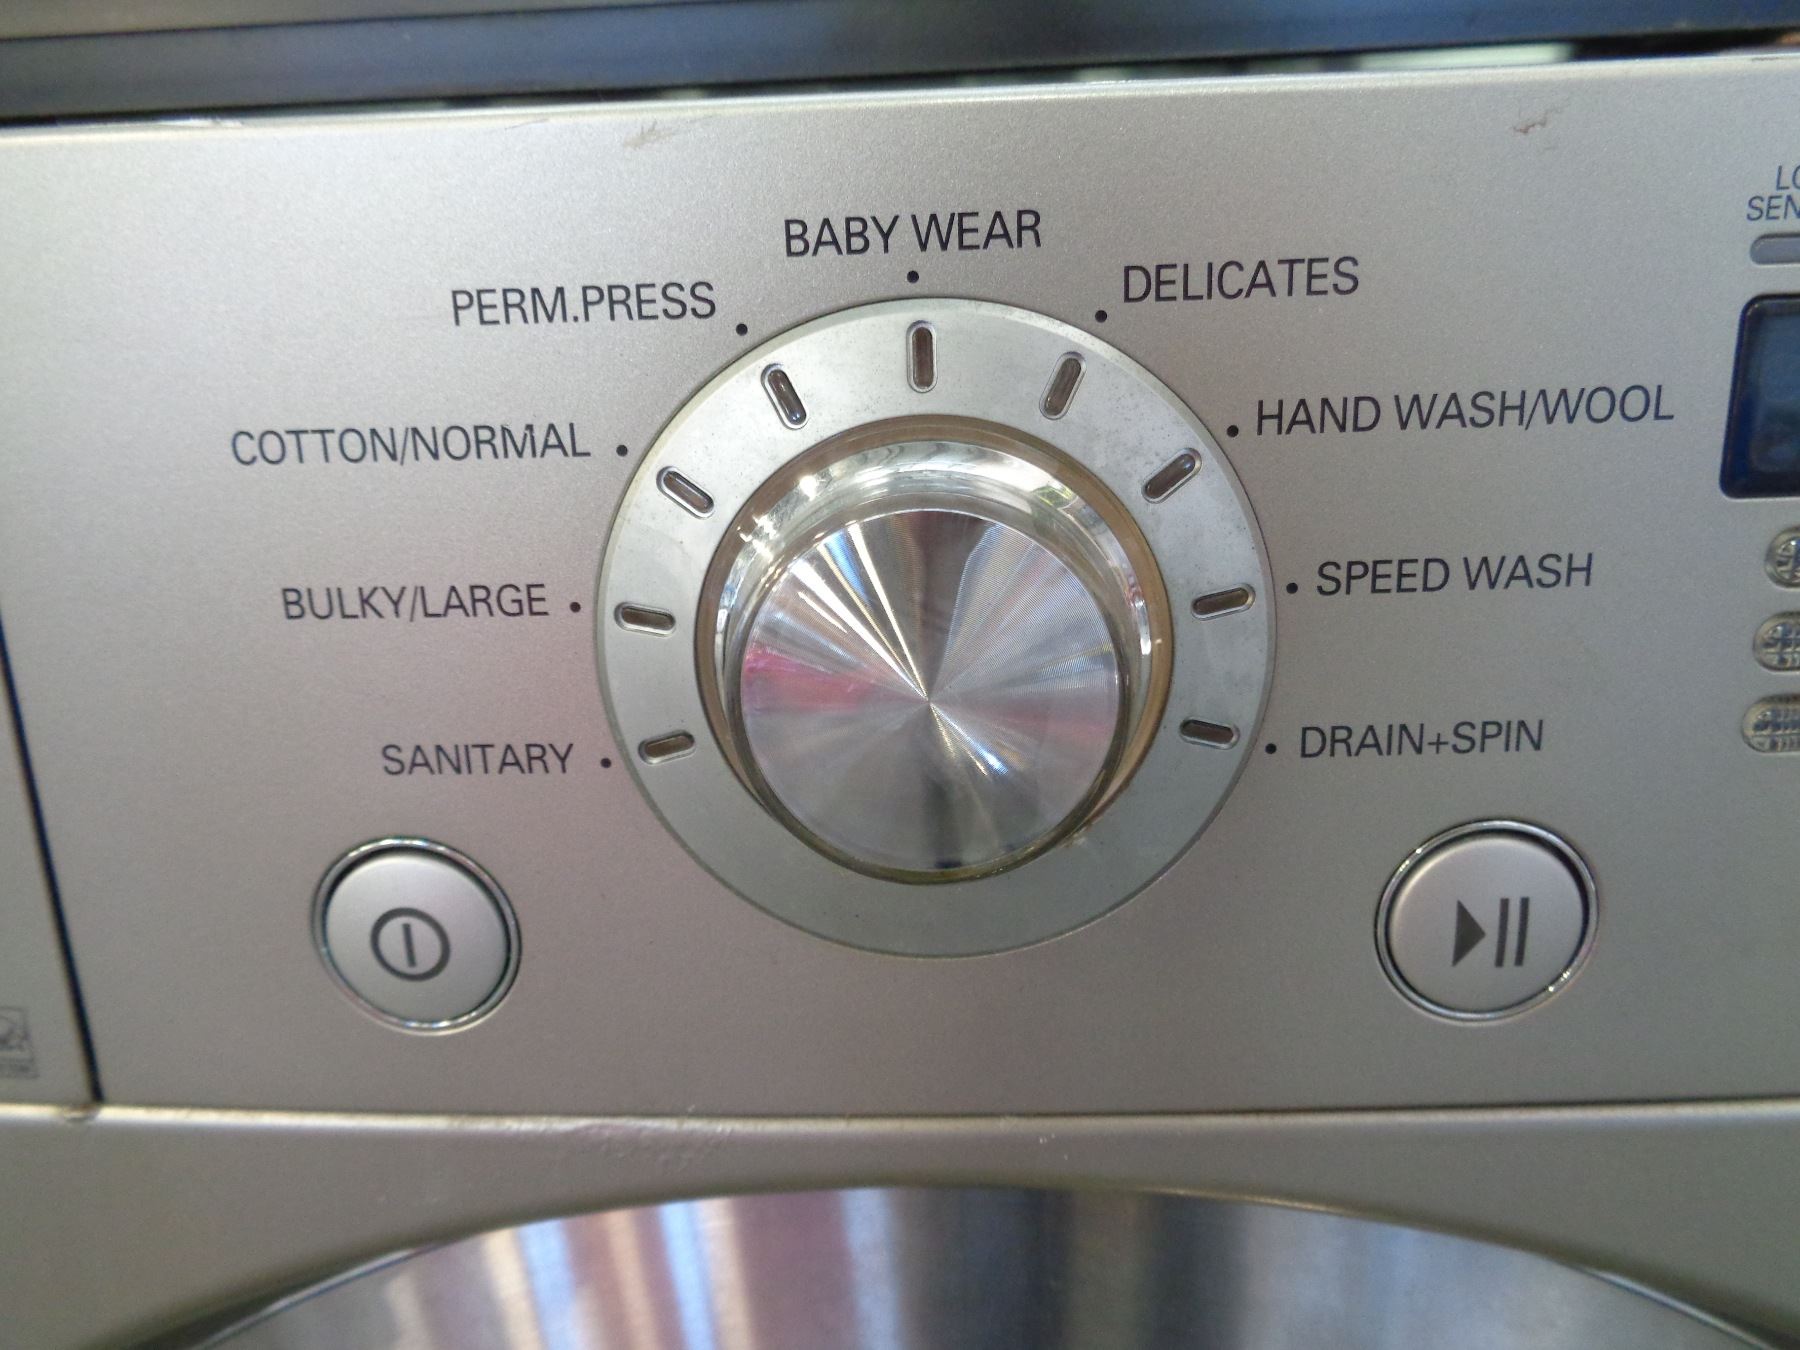 BABY WEAR
PERM.PRESS
DELICATES
COTTON/NORMAL
HAND WASH/WOOL
BULKY/LARGE
SPEED WASH
SANITARY
DRAIN+SPIN